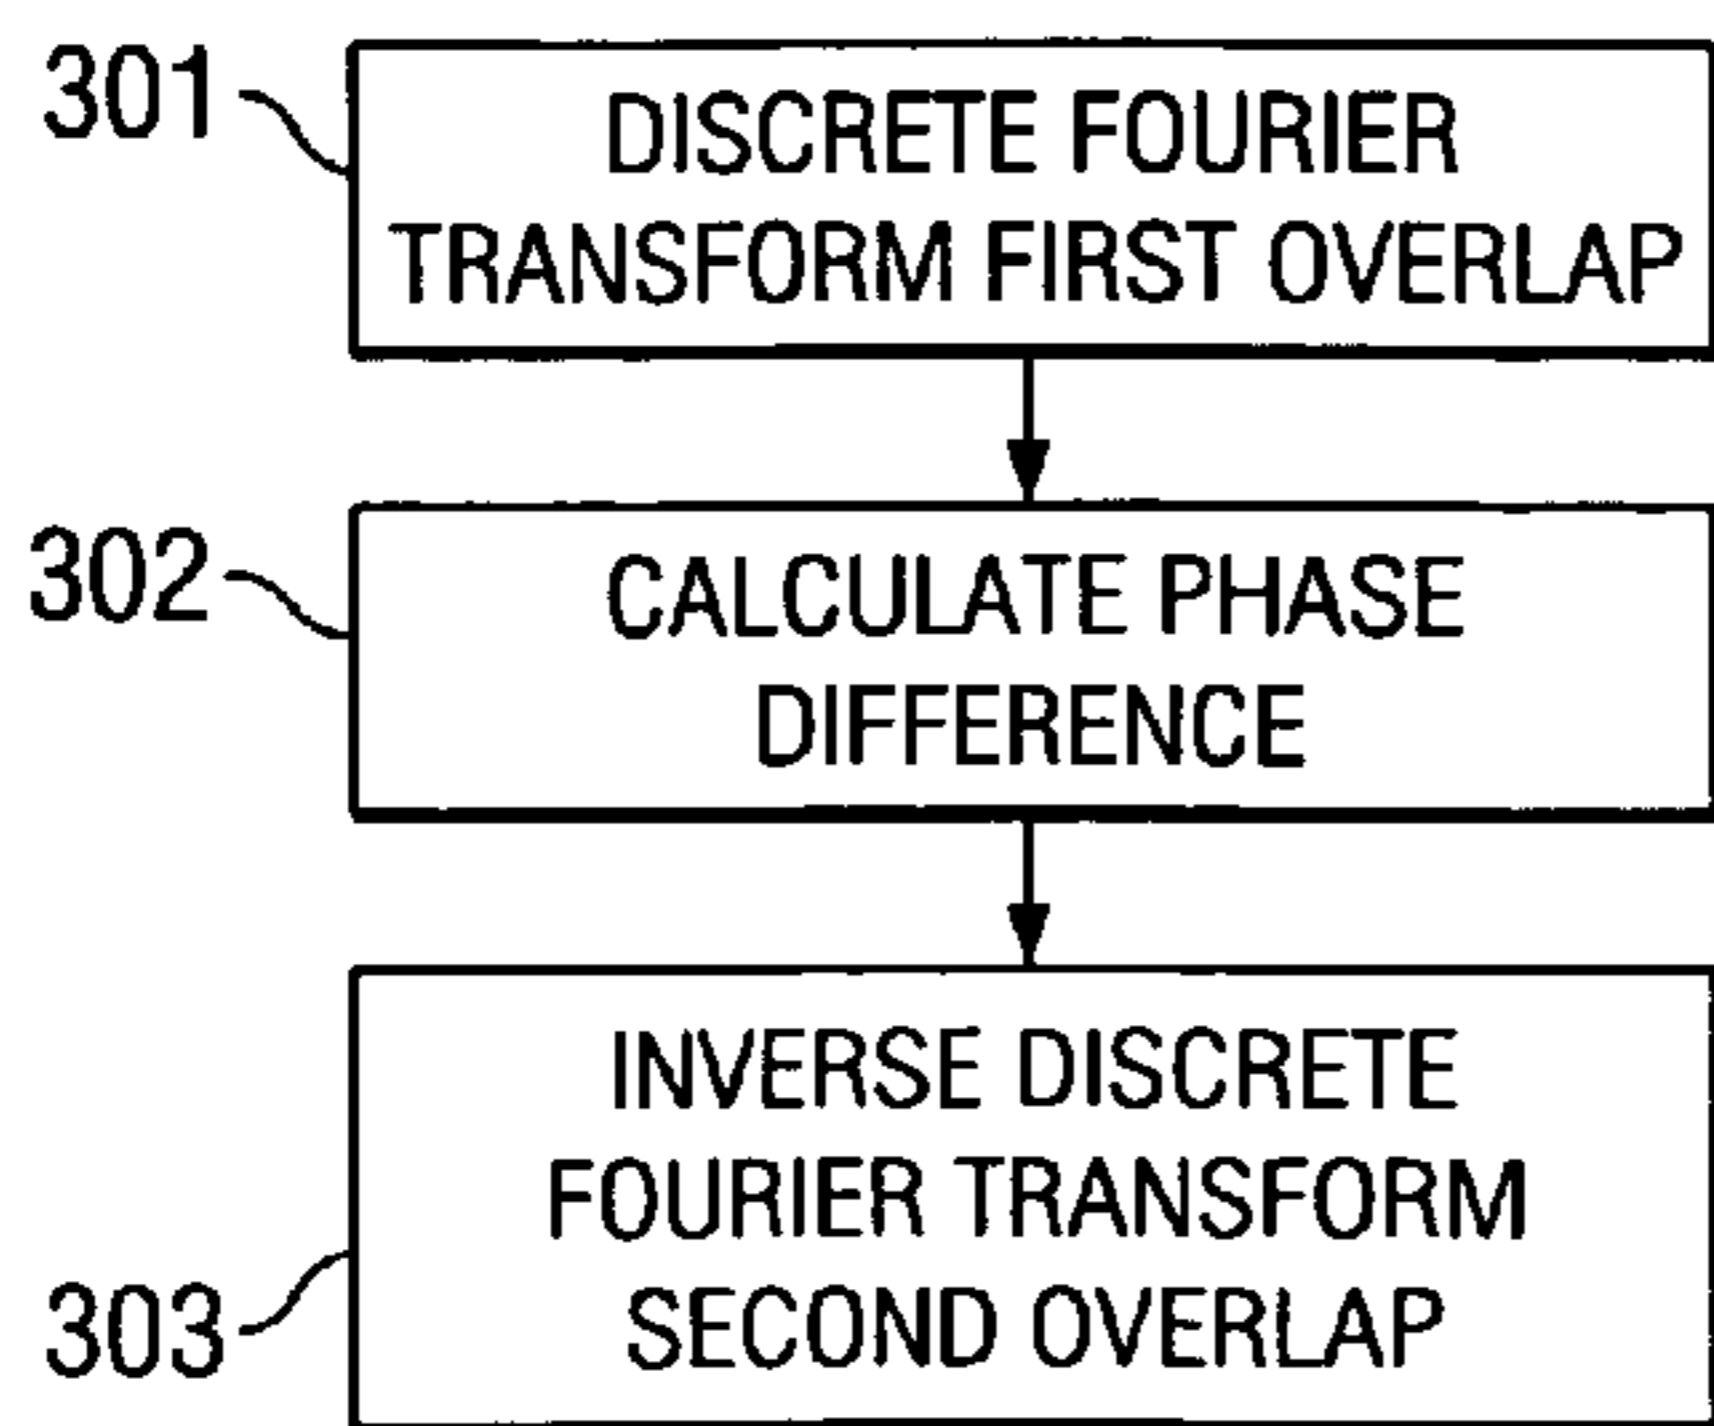 301
DISCRETE FOURIER
TRANSFORM FIRST OVERLAP
302
CALCULATE PHASE
DIFFERENCE
INVERSE DISCRETE
FOURIER TRANSFORM
SECOND OVERLAP
303